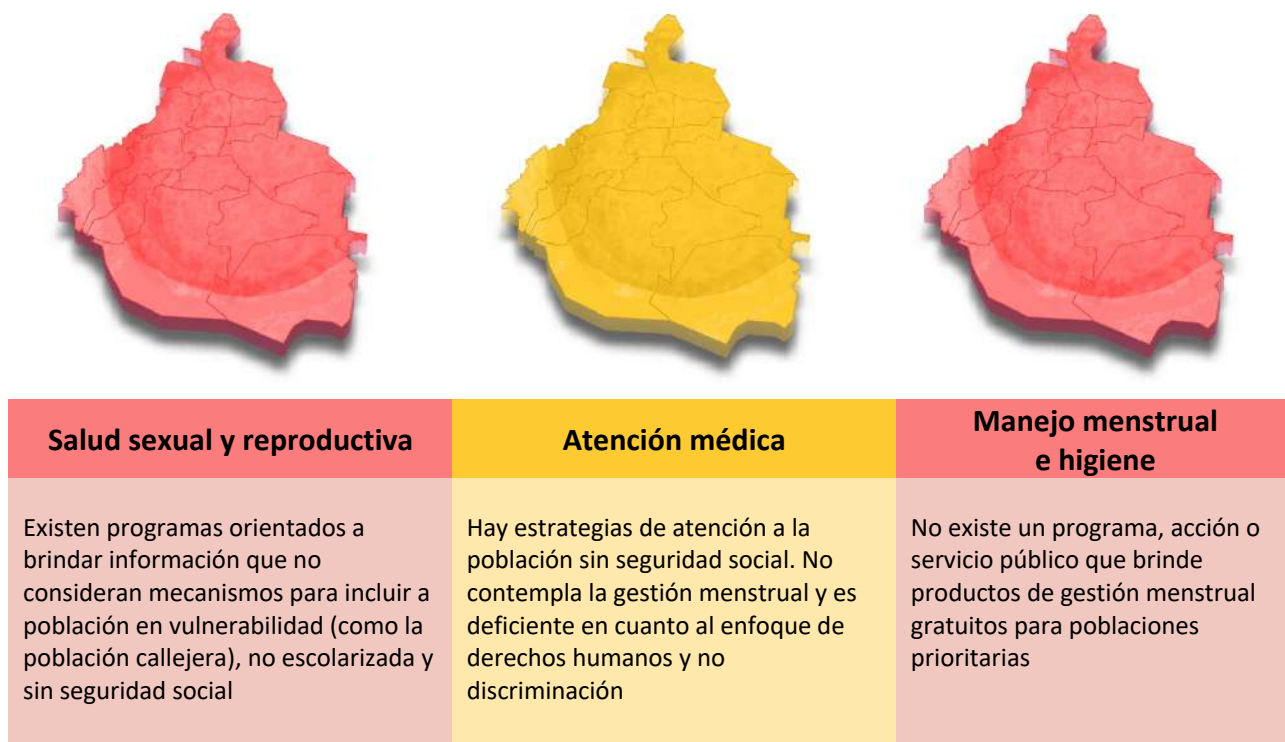 Salud sexual y reproductiva
Existen programas orientados a
brindar información que no
consideran mecanismos para incluir a
población en vulnerabilidad (como la
población callejera), no escolarizada y
sin seguridad social
Atención médica
Hay estrategias de atención a la
población sin seguridad social. No
contempla la gestión menstrual y es
deficiente en cuanto al enfoque de
derechos humanos y no
discriminación
Manejo menstrual
e higiene
No existe un programa, acción o
servicio público que brinde
productos de gestión menstrual
gratuitos para poblaciones
prioritarias